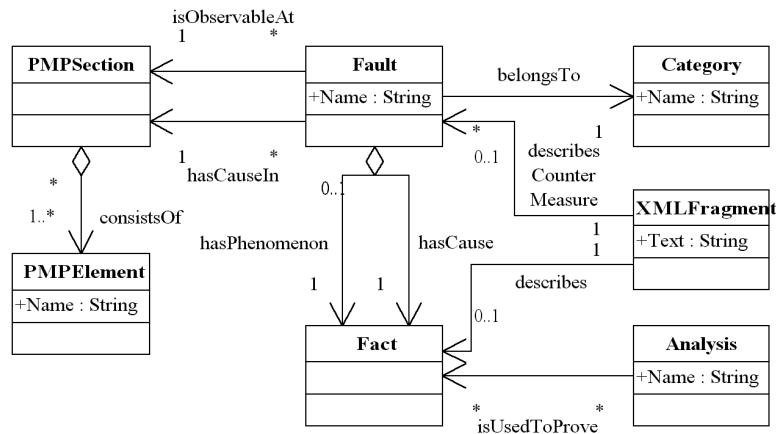 isObservableAt
1 *
PMPSection
Fault
+Name : String
Category
+Name : String
belongsTo
* 1
1 *
hasCauseIn
0..1
describes
Counter
Measure
1
0..1
*
1..*
consistsOf
hasPhenomenon
hasCause
XMLFragment
+Text : String
1
describes
0..1
PMPElement
+Name : String
1 1
Fact
Analysis
+Name : String
* *
isUsedToProve